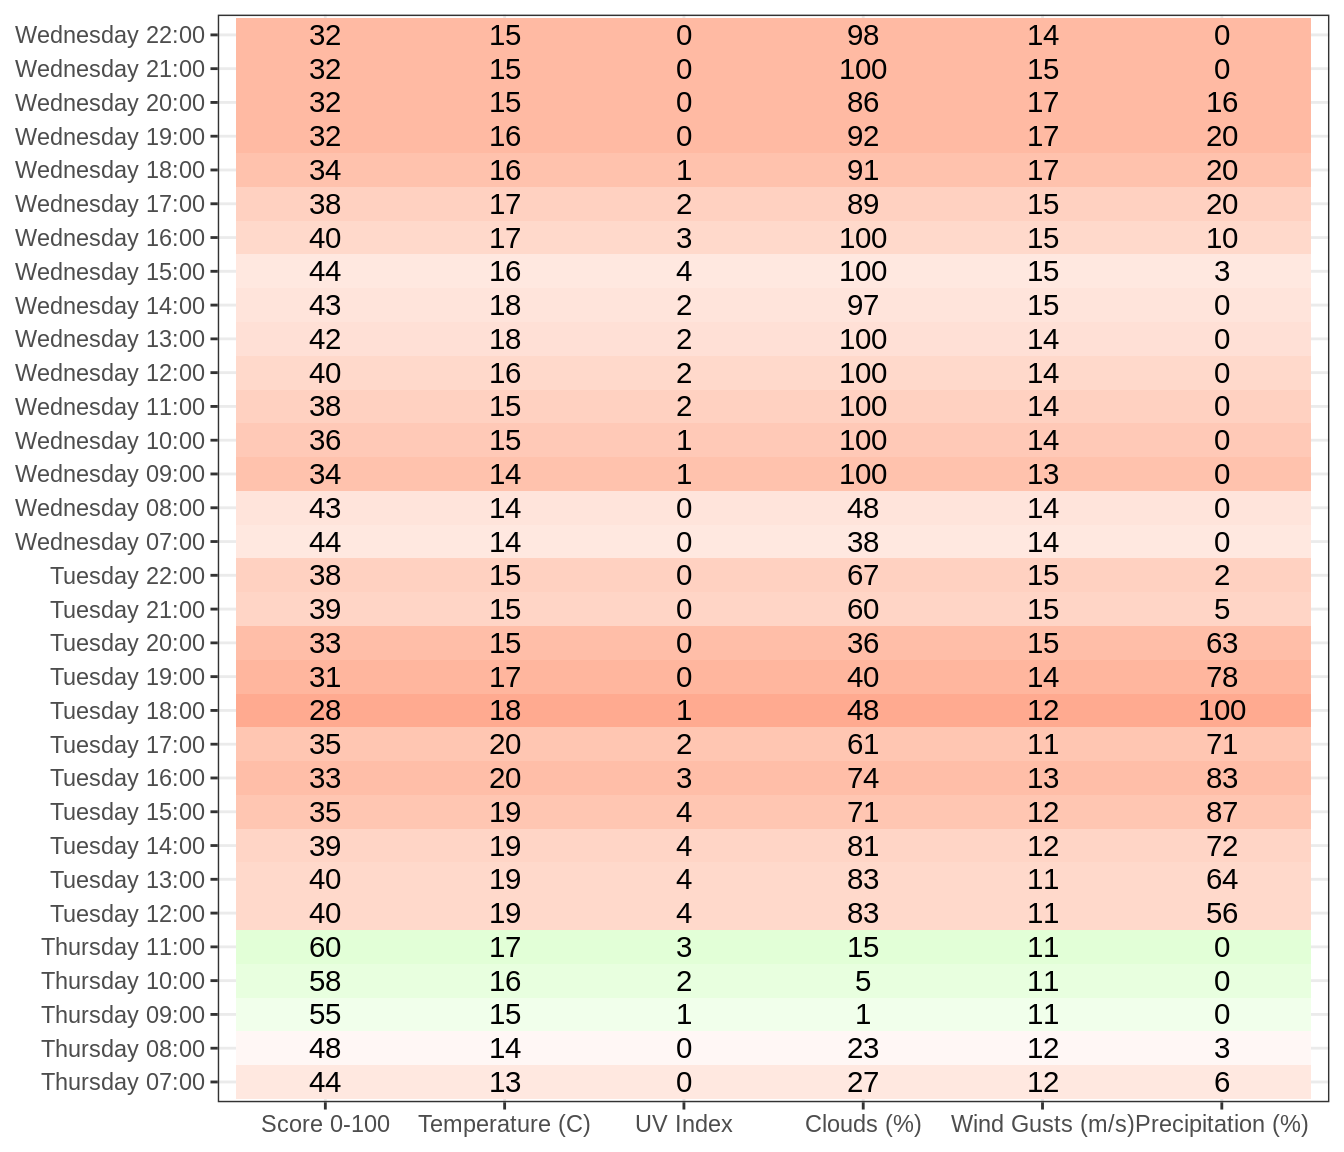 Wednesday 22:00 32 15 0 98 14 0
Wednesday 21:00 32 15 0 100 15 0
Wednesday 20:00 32 15 0 86 17 16
Wednesday 19:00 32 16 0 92 17 20
Wednesday 18:00 34 16 1 91 17 20
Wednesday 17:00 38 17 2 89 15 20
Wednesday 16:00 40 17 3 100 15 10
Wednesday 15:00 44 16 4 100 15 3
Wednesday 14:00 43 18 2 97 15 0
Wednesday 13:00 42 18 2 100 14 0
Wednesday 12:00 40 16 2 100 14 0
Wednesday 11:00 38 15 2 100 14 0
Wednesday 10:00 36 15 1 100 14 0
Wednesday 09:00 34 14 1 100 13 0
Wednesday 08:00 43 14 0 48 14 0
Wednesday 07:00 44 14 0 38 14 0
Tuesday 22:00 38 15 0 67 15 2
Tuesday 21:00 39 15 0 60 15 5
Tuesday 20:00 33 15 0 36 15 63
Tuesday 19:00 31 17 0 40 14 78
Tuesday 18:00 28 18 1 48 12 100
Tuesday 17:00 35 20 2 61 11 71
Tuesday 16:00 33 20 3 74 13 83
Tuesday 15:00 35 19 4 71 12 87
Tuesday 14:00 39 19 4 81 12 72
Tuesday 13:00 40 19 4 83 11 64
Tuesday 12:00 40 19 4 83 11 56
Thursday 11:00 60 17 3 15 11 0
Thursday 10:00 58 16 2 5 11 0
Thursday 09:00 55 15 1 1 11 0
Thursday 08:00 48 14 0 23 12 3
Thursday 07:00 44 13 0 27 12 6
Score 0-100 Temperature (C) UV Index Clouds (%) Wind Gusts (m/s) Precipitation (%)